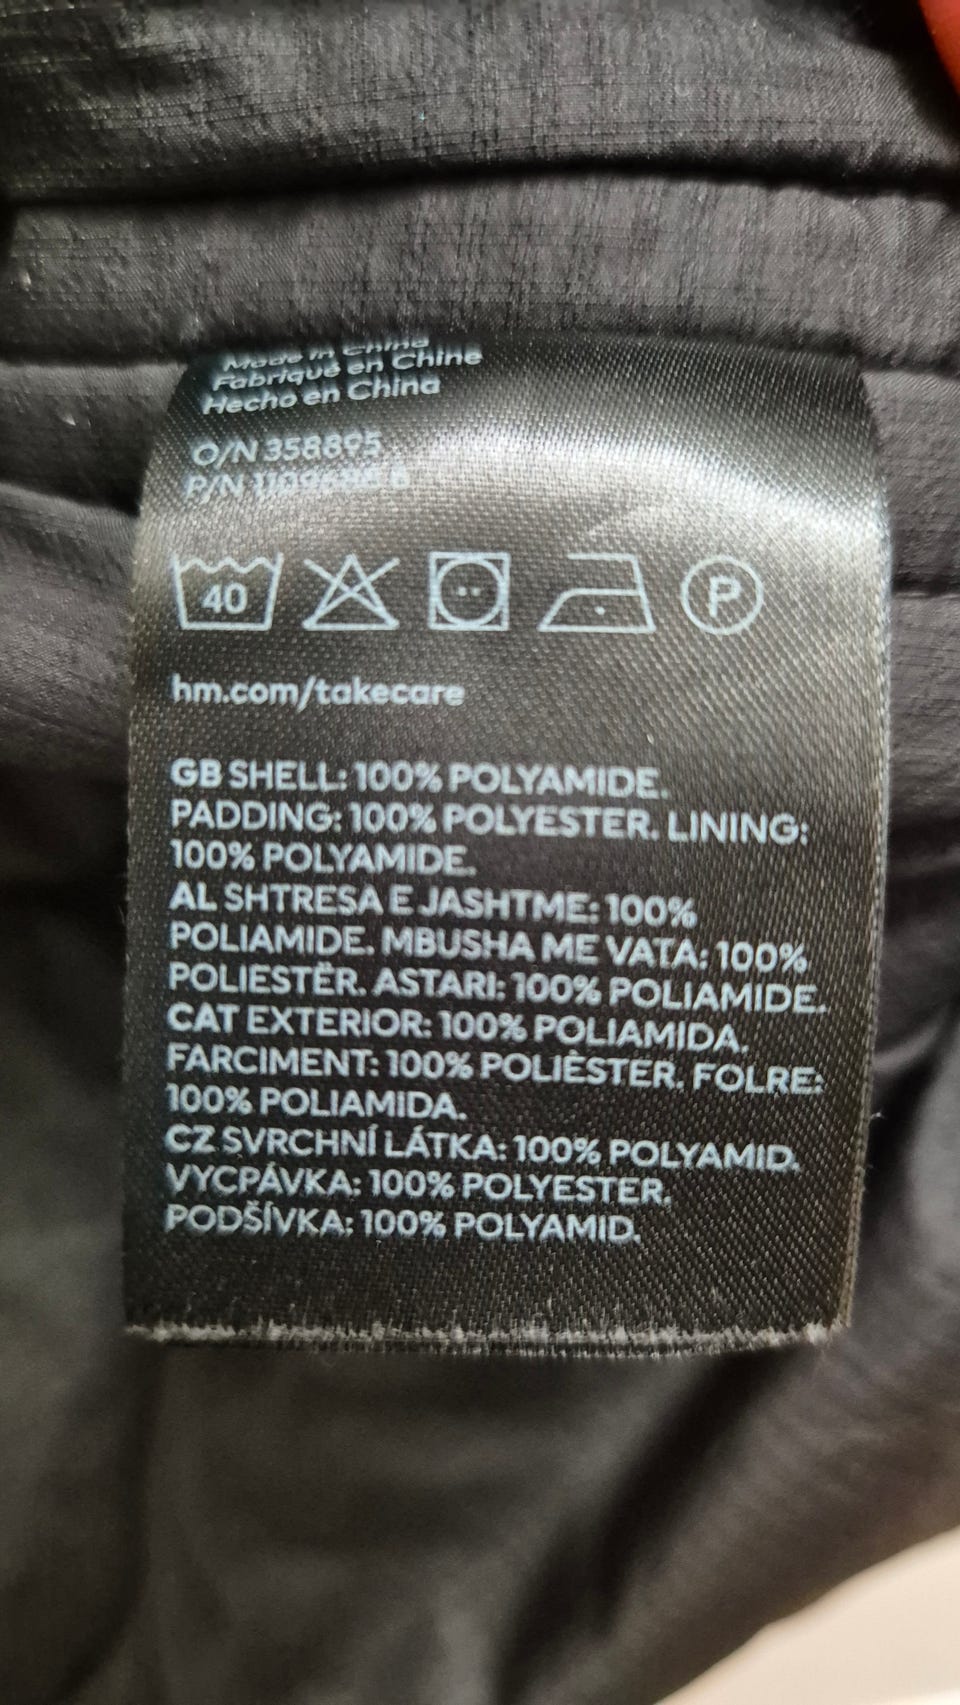 Made in China
Fabriqué en Chine
Hecho en China
O/N 358895
P/N
40
P
hm.com/takecare
GB SHELL: 100% POLYAMIDE.
PADDING: 100% POLYESTER. LINING:
100% POLYAMIDE.
AL SHTRESA E JASHTME: 100%
POLIAMIDE. MBUSHA ME VATA: 100%
POLIESTËR. ASTARI: 100% POLIAMIDE.
CAT EXTERIOR: 100% POLIAMIDA.
FARCIMENT: 100% POLIÈSTER. FOLRE:
100% POLIAMIDA.
CZ SVRCHNÍ LÁTKA: 100% POLYAMID.
VYCPÁVKA: 100% POLYESTER.
PODŠÍVKA: 100% POLYAMID.